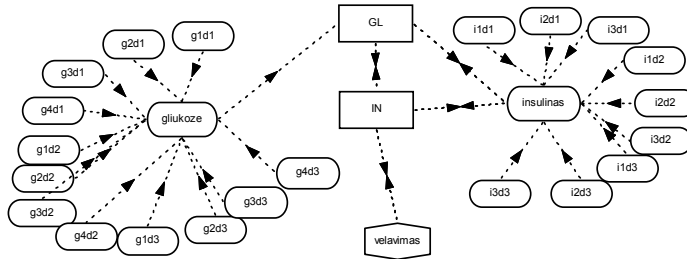 GL
g1d1
g2d1
g3d1
g4d1
gliukoze
g1d2
g2d2
g3d2
g4d2
g1d3
g2d3
g3d3
g4d3
IN
velavimas
i1d1
i2d1
i3d1
i1d2
insulinas
i2d2
i3d2
i1d3
i2d3
i3d3